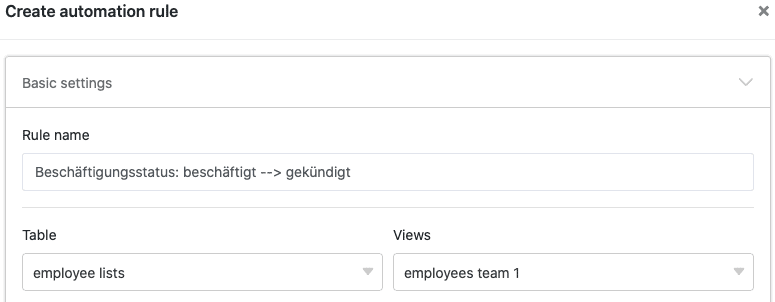 Create automation rule
Basic settings
Rule name
Beschäftigungsstatus: beschäftigt --> gekündigt
Table
Views
employee lists
employees team 1